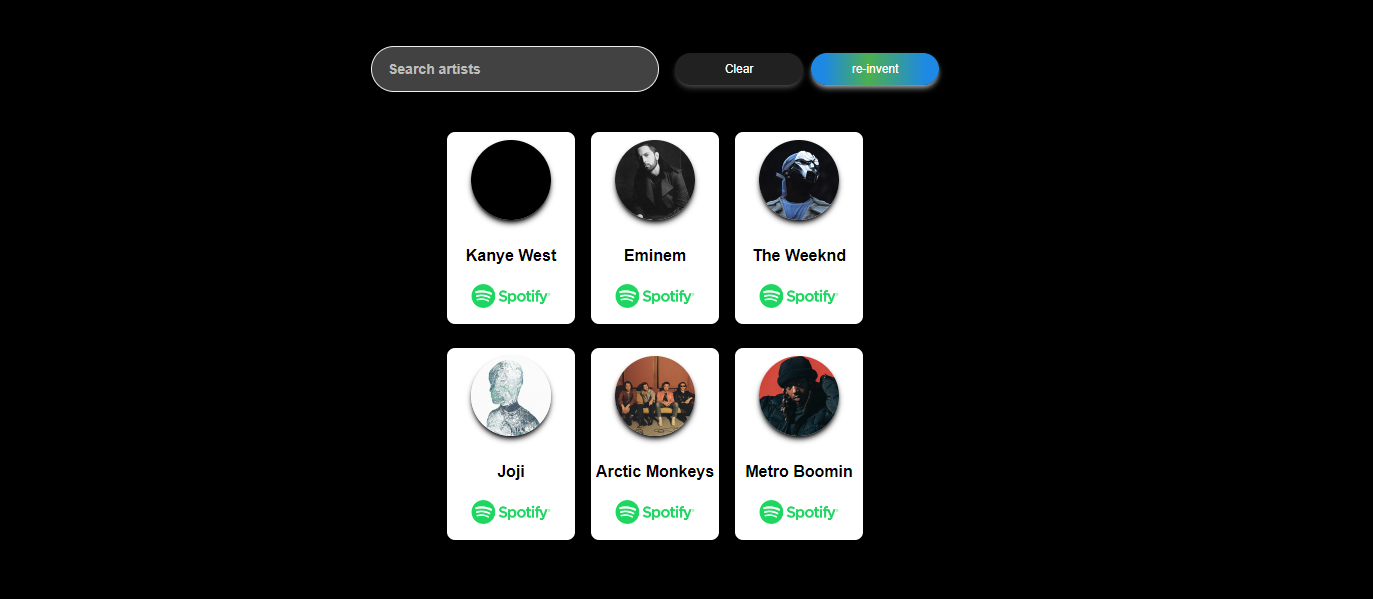 Search artists
Clear
re-invent
Kanye West
Eminem
The Weeknd
Spotify
Spotify
Spotify
Joji
Arctic Monkeys
Metro Boomin
Spotify
Spotify
Spotify